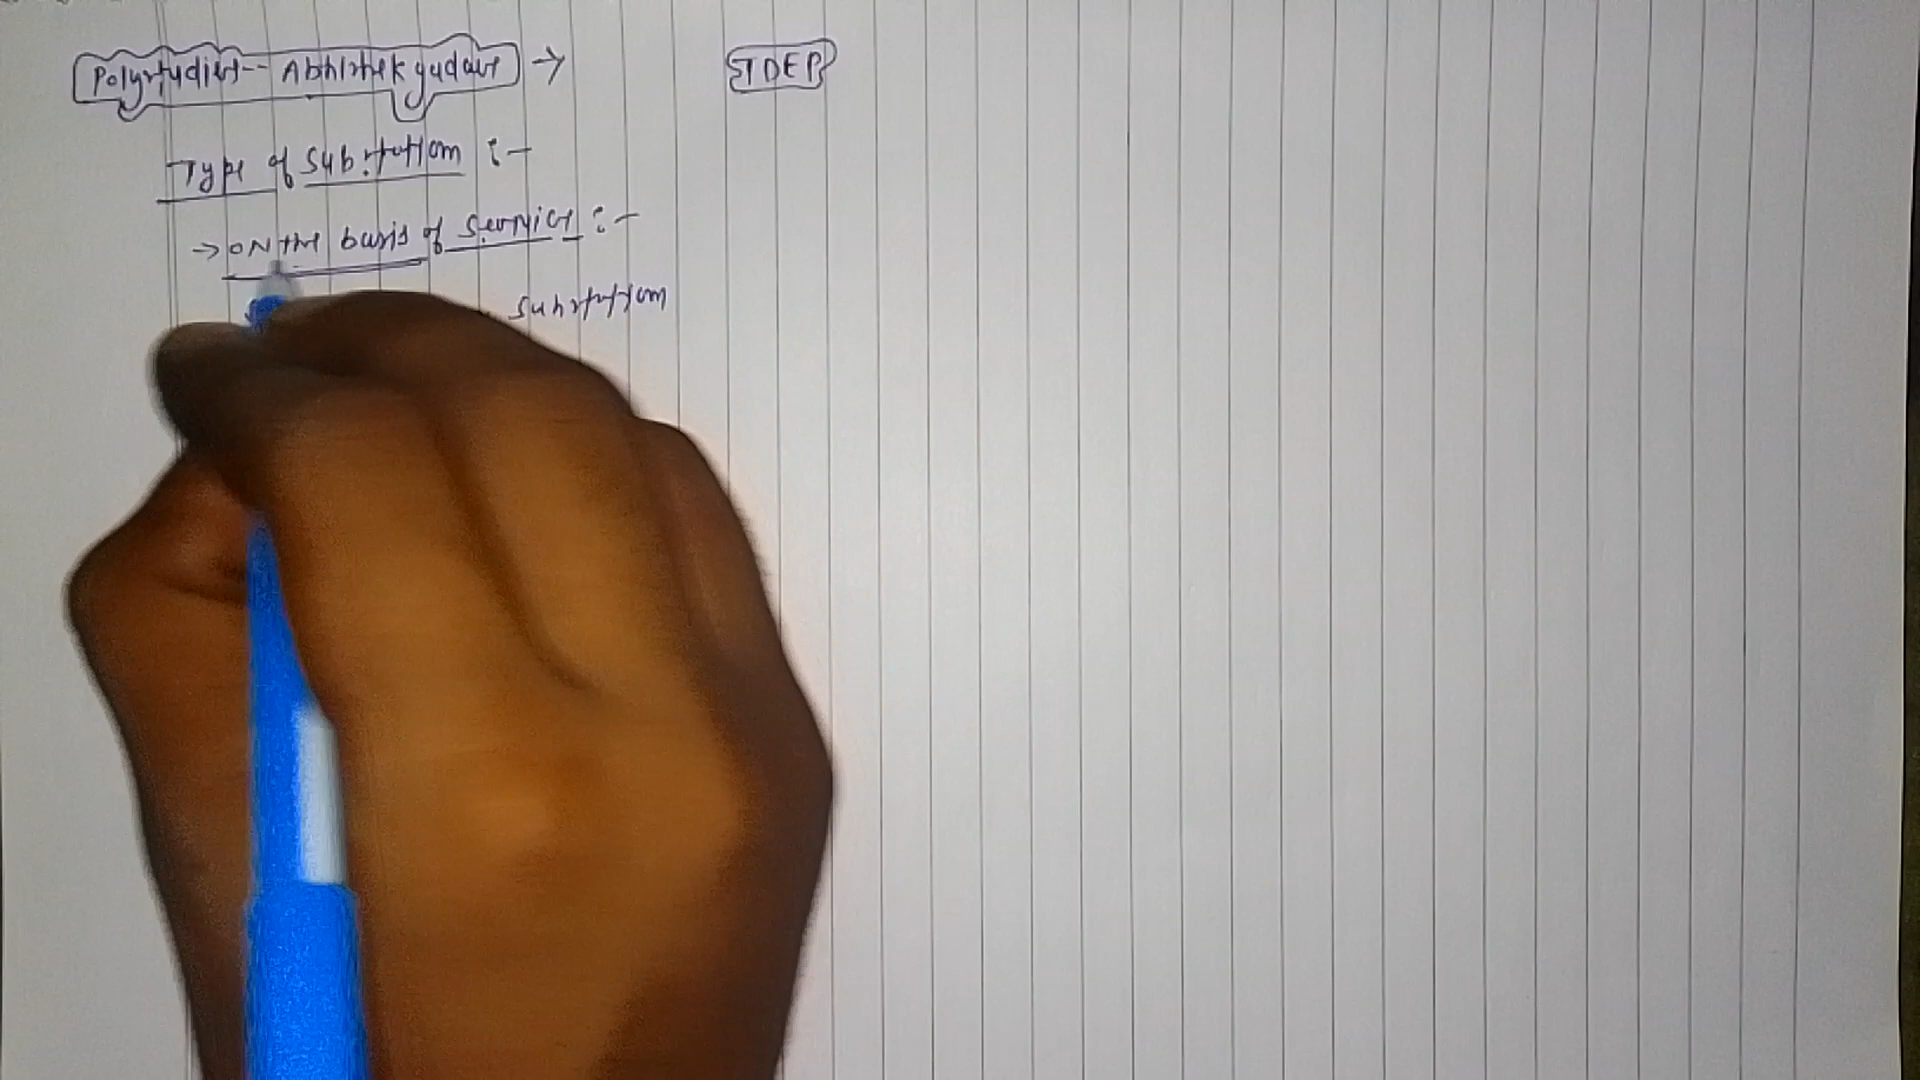 Polystudies-- Abhishek yadav → TDEP
Type of Substation :-
→ ON the basis of service :-
Substation